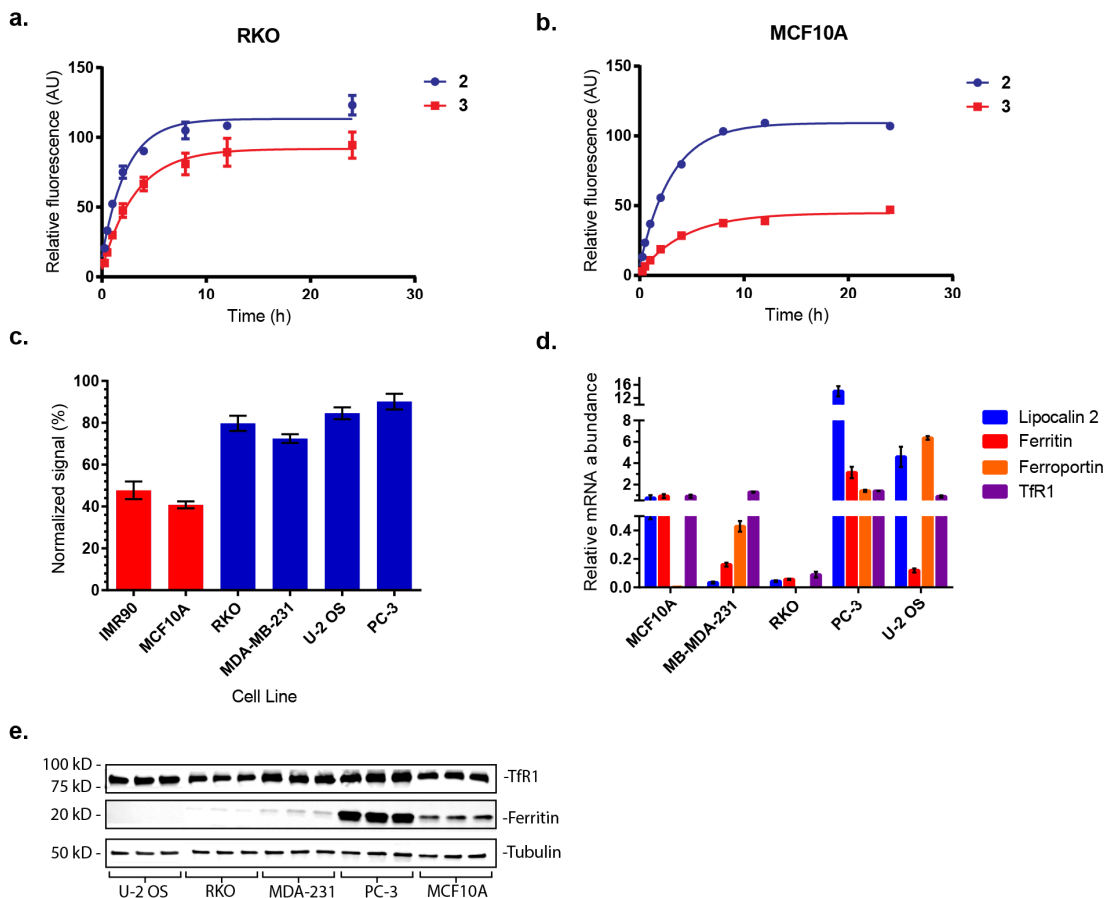 a.
RKO
Relative fluorescence (AU)
150
100
50
0
0
10
20
30
Time (h)
2
3
b.
MCF10A
Relative fluorescence (AU)
150
100
50
0
0
10
20
30
Time (h)
2
3
c.
Normalized signal (%)
100
80
60
40
20
0
IMR90
MCF10A
RKO
MDA-MB-231
U-2 OS
PC-3
Cell Line
d.
Relative mRNA abundance
16
12
8
6
4
2
0.4
0.2
0.0
MCF10A
MB-MDA-231
RKO
PC-3
U-2 OS
Lipocalin 2
Ferritin
Ferroportin
TfR1
e.
100 kD -
75 kD -
-TfR1
20 kD -
-Ferritin
50 kD -
-Tubulin
U-2 OS
RKO
MDA-231
PC-3
MCF10A